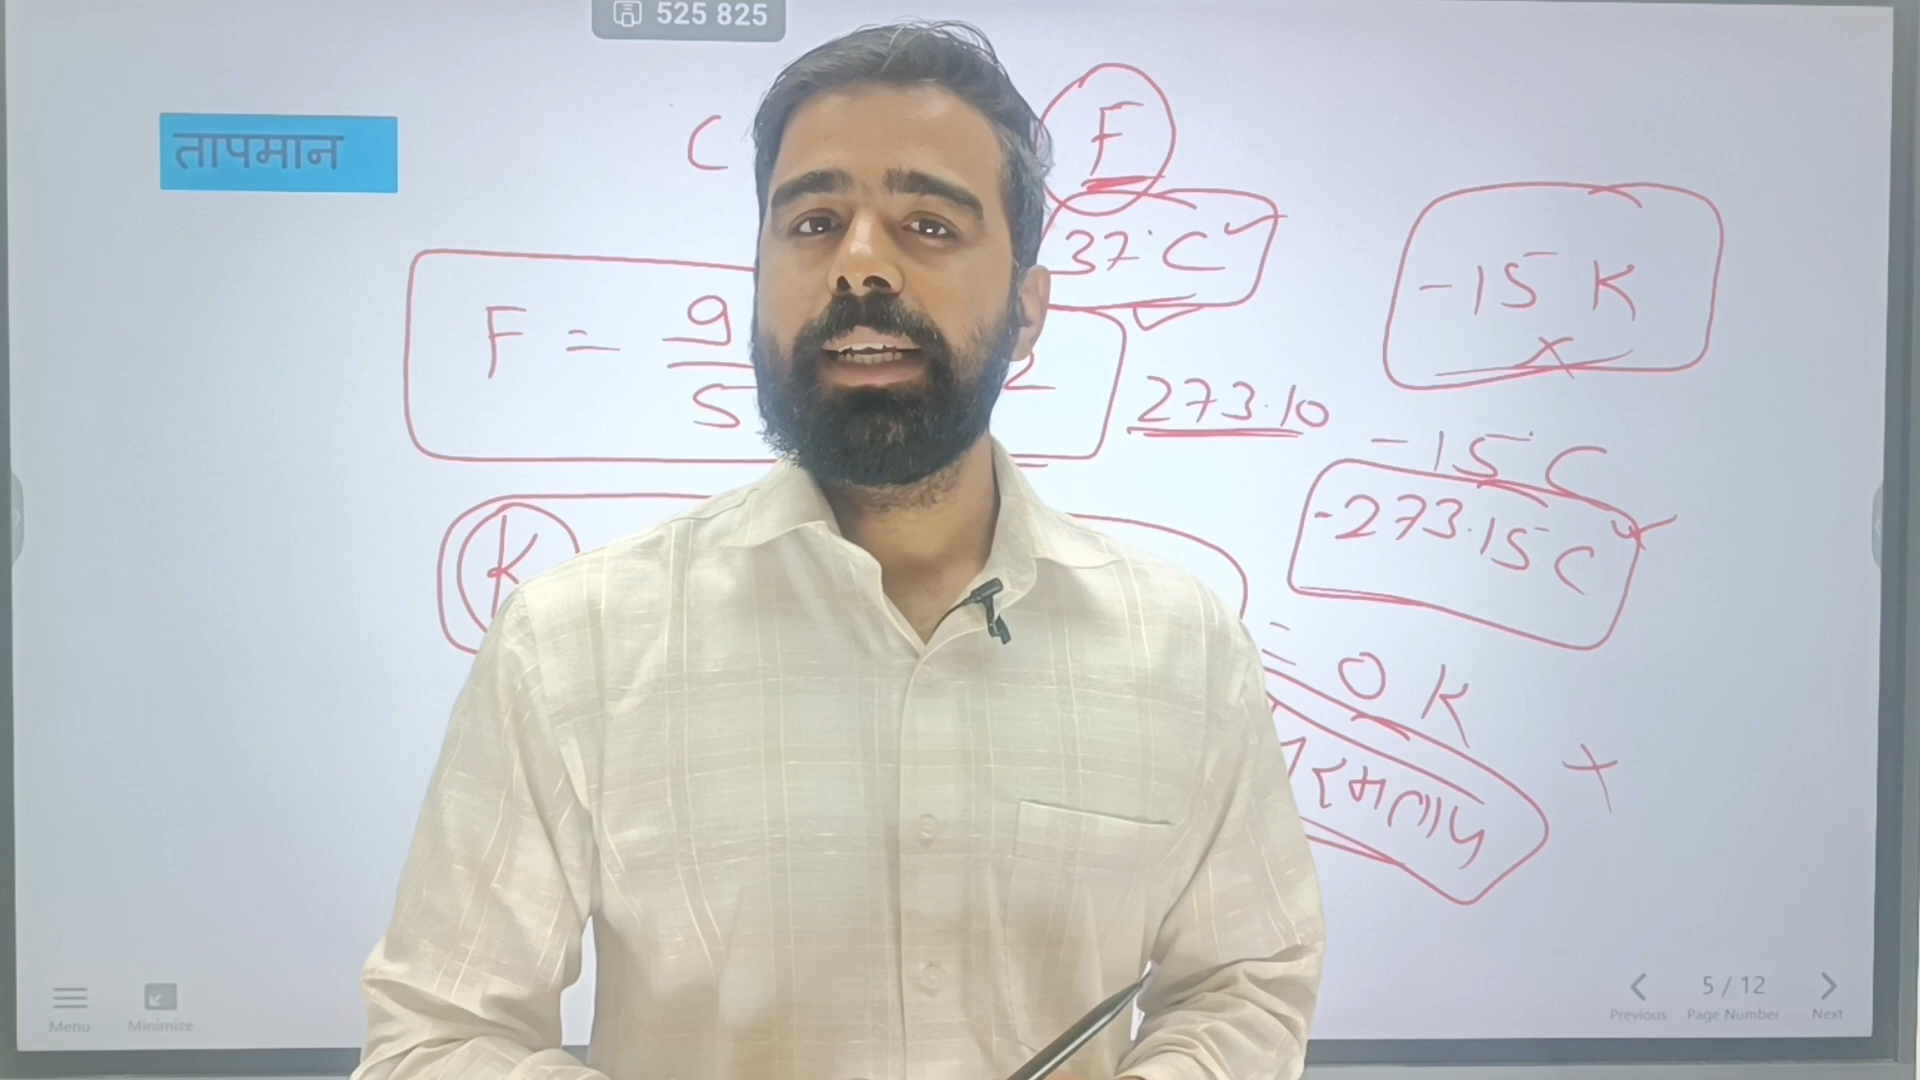 525 825
तापमान
C
F
37°C
F = 9
5
2
273.10
-15 K
-15°C
-273.15 C
K
= 0 K
रमताप
Menu
Minimize
Previous
5 / 12
Page Number
Next